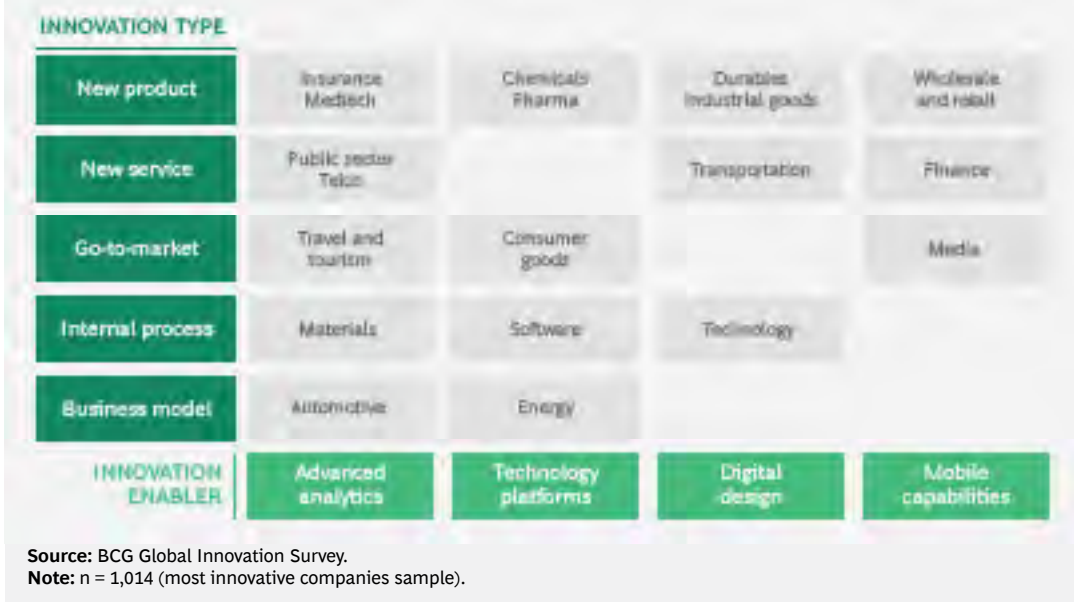 INNOVATION TYPE
New product
Insurance
Medtech
Chemicals
Pharma
Durables
Industrial goods
Wholesale
and retail
New service
Public sector
Telco
Transportation
Finance
Go-to-market
Travel and
tourism
Consumer
goods
Media
Internal process
Materials
Software
Technology
Business model
Automotive
Energy
INNOVATION
ENABLER
Advanced
analytics
Technology
platforms
Digital
design
Mobile
capabilities
Source: BCG Global Innovation Survey.
Note: n = 1,014 (most innovative companies sample).